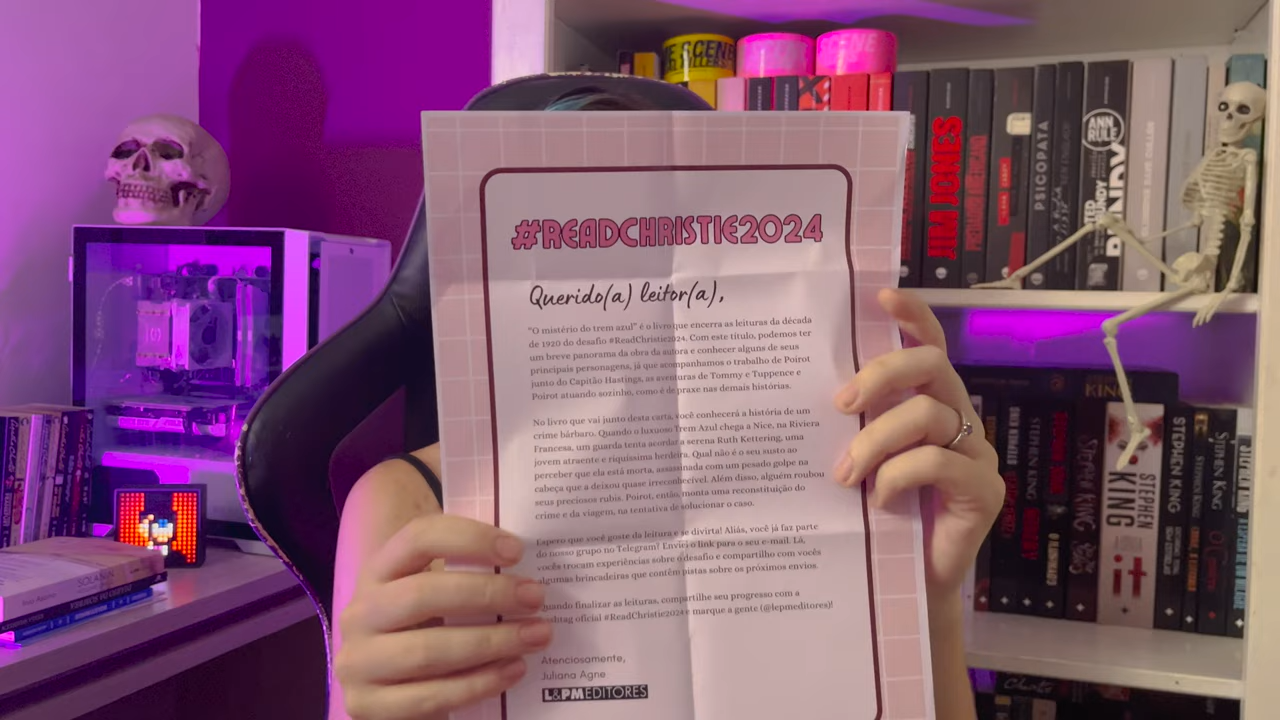 #READCHRISTIE2024
Querido(a) leitor(a),
"O mistério do trem azul" é o livro que encerra as leituras da década
de 1920 do desafio #ReadChristie2024. Com este título, podemos ter
um breve panorama da obra da autora e conhecer alguns de seus
principais personagens, já que acompanhamos o trabalho de Poirot
junto do Capitão Hastings, as aventuras de Tommy e Tuppence e
Poirot atuando sozinho, como é de praxe nas demais histórias.
No livro que vai junto desta carta, você conhecerá a história de um
crime bárbaro. Quando o luxuoso Trem Azul chega a Nice, na Riviera
Francesa, um guarda tenta acordar a serena Ruth Kettering, uma
jovem atraente e riquíssima herdeira. Qual não é o seu susto ao
perceber que ela está morta, assassinada com um pesado golpe na
cabeça que a deixou quase irreconhecível. Além disso, alguém roubou
seus preciosos rubis. Poirot, então, monta uma reconstituição do
crime e da viagem, na tentativa de solucionar o caso.
Espero que você goste da leitura e se divirta! Aliás, você já faz parte
do nosso grupo no Telegram? Enviei o link para o seu e-mail. Lá,
vocês trocam experiências sobre o desafio e compartilho com vocês
algumas brincadeiras que contêm pistas sobre os próximos envios.
Quando finalizar as leituras, compartilhe seu progresso com a
hashtag oficial #ReadChristie2024 e marque a gente (@lepmeditores)!
Atenciosamente,
Juliana Agne
L&PM EDITORES
SCENE
PSICOPATA
ANN
RULE
TED
BUNDY
KING
STEPHEN KING
STEPHEN
KING
STEPHEN KING
STEPHEN KING
O ILUMINADO
SOLANIN